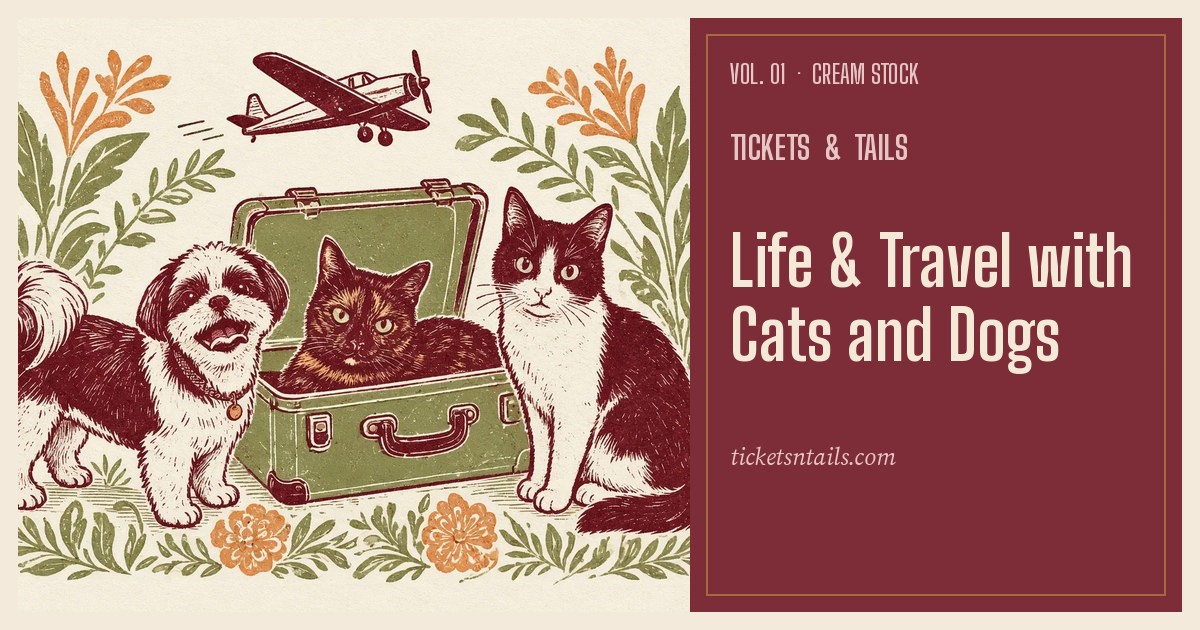 VOL. 01 · CREAM STOCK
TICKETS & TAILS
Life & Travel with
Cats and Dogs
ticketsntails.com